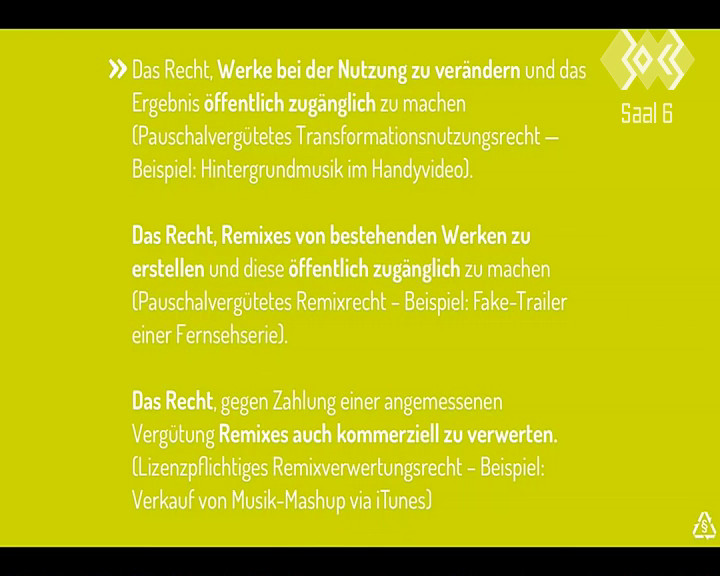 » Das Recht, Werke bei der Nutzung zu verändern und das
Ergebnis öffentlich zugänglich zu machen
(Pauschalvergütetes Transformationsnutzungsrecht —
Beispiel: Hintergrundmusik im Handyvideo).
Das Recht, Remixes von bestehenden Werken zu
erstellen und diese öffentlich zugänglich zu machen
(Pauschalvergütetes Remixrecht – Beispiel: Fake-Trailer
einer Fernsehserie).
Das Recht, gegen Zahlung einer angemessenen
Vergütung Remixes auch kommerziell zu verwerten.
(Lizenzpflichtiges Remixverwertungsrecht – Beispiel:
Verkauf von Musik-Mashup via iTunes)
Saal 6
§